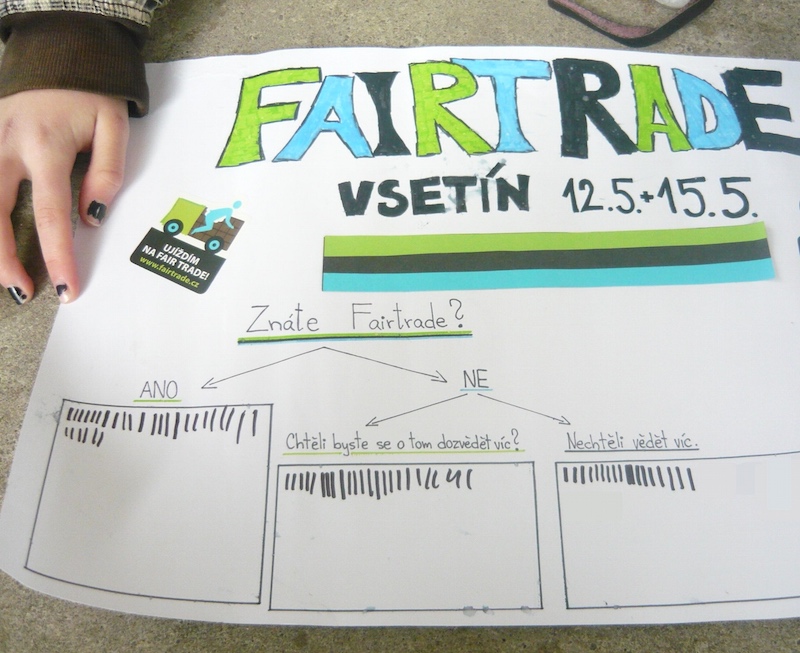 FAIRTRADE
VSETÍN 12.5.+15.5.
UJÍŽDÍM
NA FAIR TRADE!
www.fairtrade.cz
Znáte Fairtrade?
ANO
NE
Chtěli byste se o tom dozvědět víc?
Nechtěli vědět víc.